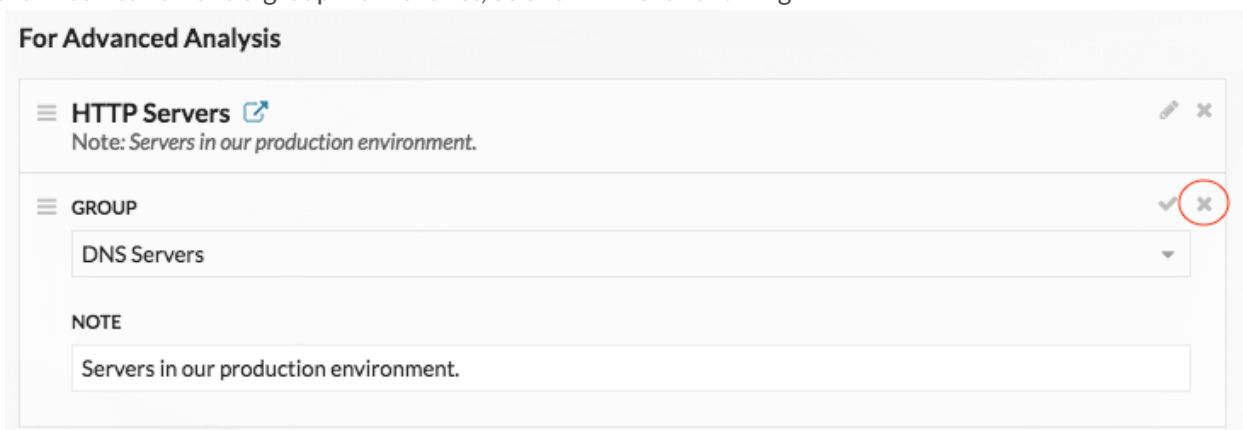 For Advanced Analysis
HTTP Servers
Note: Servers in our production environment.
GROUP
DNS Servers
NOTE
Servers in our production environment.